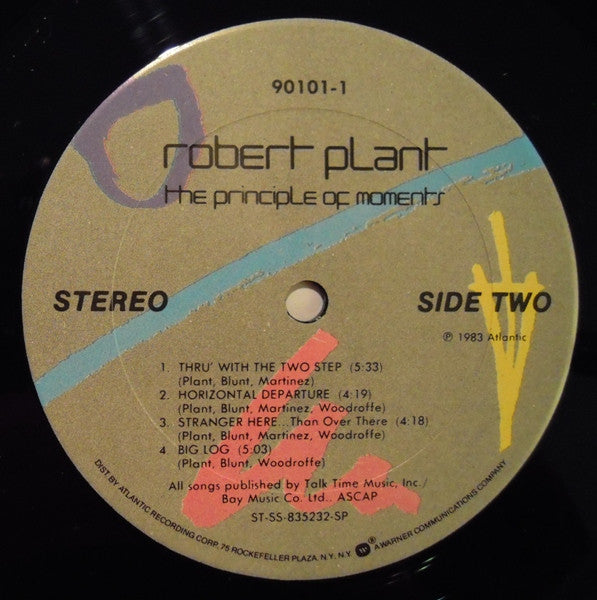 90101-1
robert plant
the principle of moments
STEREO
SIDE TWO
℗ 1983 Atlantic
1. THRU' WITH THE TWO STEP (5:33)
(Plant, Blunt, Martinez)
2. HORIZONTAL DEPARTURE (4:19)
(Plant, Blunt, Martinez, Woodroffe)
3. STRANGER HERE...Than Over There (4:18)
(Plant, Blunt, Martinez, Woodroffe)
4 BIG LOG (5:03)
(Plant, Blunt, Woodroffe)
All songs published by Talk Time Music, Inc./
Bay Music Co. Ltd.. ASCAP
ST-SS-835232-SP
DIST. BY ATLANTIC RECORDING CORP. 75 ROCKEFELLER PLAZA. N.Y. N.Y. A WARNER COMMUNICATIONS COMPANY